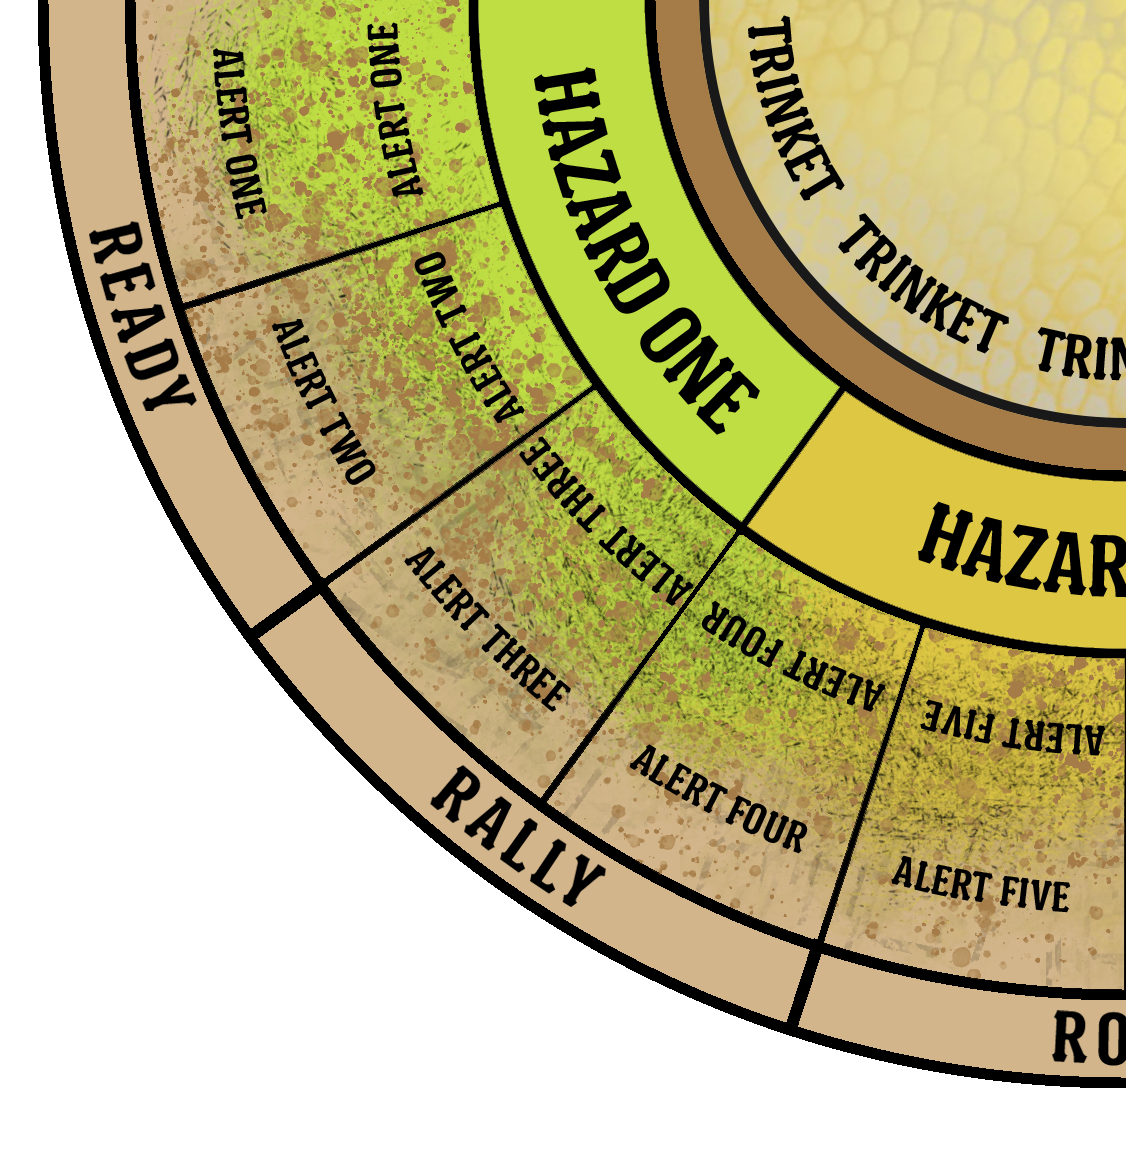 TRINKET TRINKET TRIN
HAZARD ONE
HAZAR
ALERT ONE
ALERT ONE
ALERT TWO
ALERT TWO
ALERT THREE
ALERT THREE
ALERT FOUR
ALERT FOUR
ALERT FIVE
ALERT FIVE
READY
RALLY
RO